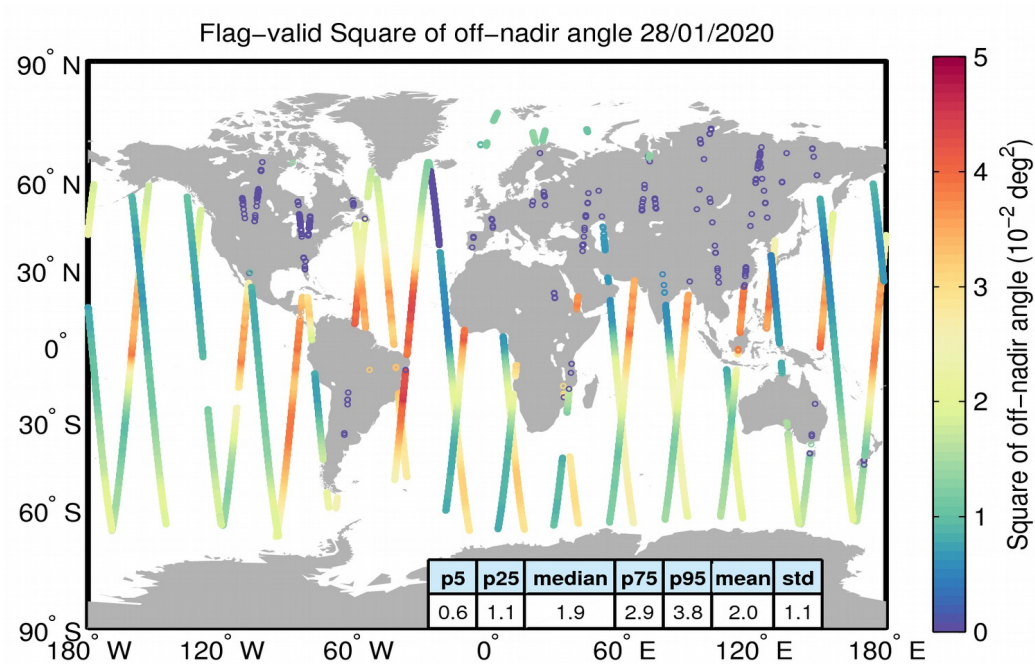 Flag−valid Square of off−nadir angle 28/01/2020
90° N
60° N
30° N
0°
30° S
60° S
90° S
180° W
120° W
60° W
0°
60° E
120° E
180° E
p5 p25 median p75 p95 mean std
0.6 1.1 1.9 2.9 3.8 2.0 1.1
5
4
3
2
1
0
Square of off−nadir angle (10⁻² deg²)